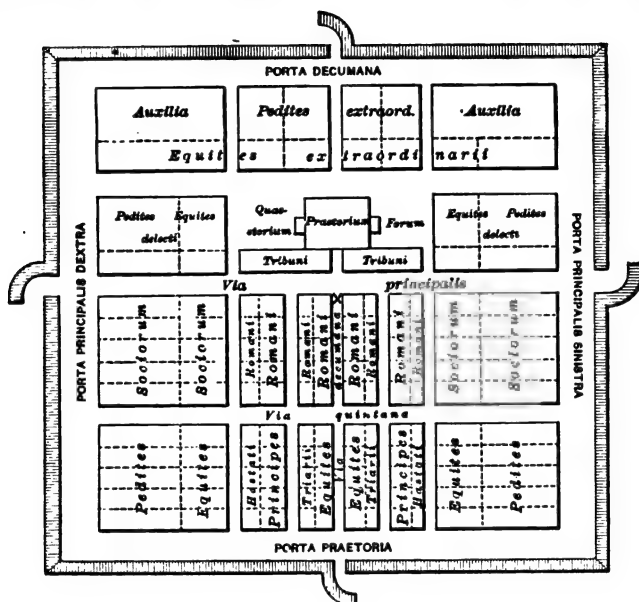 PORTA DECUMANA
Auxilia Pedites extraord. Auxilia
Equit es ex traordi narii
Pedites Equites
delecti
Quae-
storium
Praetorium
Forum
Equites Pedites
delecti
Tribuni Tribuni
PORTA PRINCIPALIS DEXTRA
PORTA PRINCIPALIS SINISTRA
Via principalis
Sociorum Sociorum Romani Romani Romani Romani decumana Romani Romani Romani Romani Sociorum Sociorum
Via quintana
Pedites Equites Hastati Principes Triarii Equites Via Equites Triarii Principes Hastati Equites Pedites
PORTA PRAETORIA